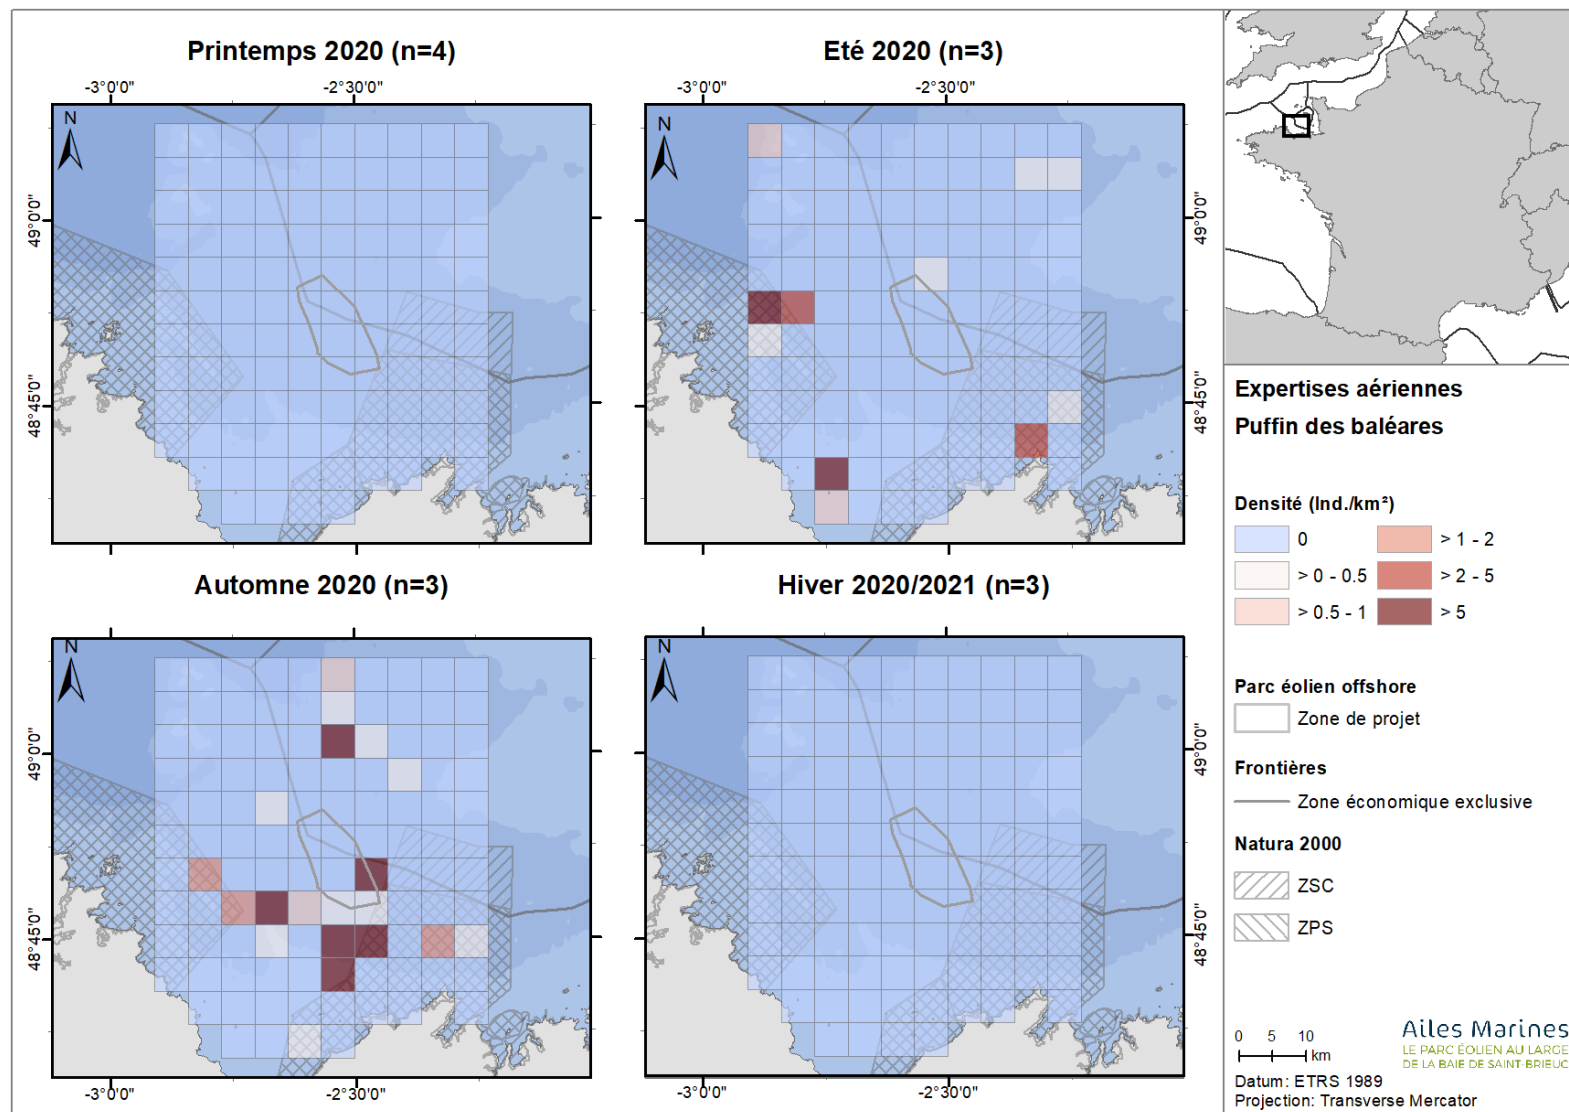 Printemps 2020 (n=4)
-3°0'0"
-2°30'0"
N
49°0'0"
48°45'0"
Eté 2020 (n=3)
-3°0'0"
-2°30'0"
N
49°0'0"
48°45'0"
Automne 2020 (n=3)
N
49°0'0"
48°45'0"
-3°0'0"
-2°30'0"
Hiver 2020/2021 (n=3)
N
49°0'0"
48°45'0"
-3°0'0"
-2°30'0"
Expertises aériennes
Puffin des baléares
Densité (Ind./km²)
0
> 0 - 0.5
> 0.5 - 1
> 1 - 2
> 2 - 5
> 5
Parc éolien offshore
Zone de projet
Frontières
Zone économique exclusive
Natura 2000
ZSC
ZPS
0 5 10
km
Datum: ETRS 1989
Projection: Transverse Mercator
Ailes Marines
LE PARC ÉOLIEN AU LARGE
DE LA BAIE DE SAINT-BRIEUC